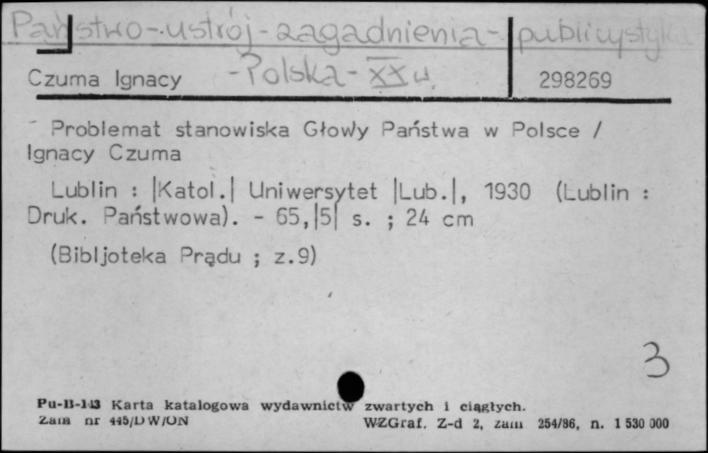 Państwo - ustrój - zagadnienia - publicystyka
- Polska - XX w.
Czuma Ignacy 298269
Problemat stanowiska Głowy Państwa w Polsce /
Ignacy Czuma
Lublin : |Katol.| Uniwersytet |Lub.|, 1930 (Lublin :
Druk. Państwowa). - 65,|5| s. ; 24 cm
(Bibljoteka Prądu ; z.9)
3
Pu-B-143 Karta katalogowa wydawnictw zwartych i ciągłych.
Zam nr 445/DW/ON WZGraf. Z-d 2, zam 254/86, n. 1 530 000